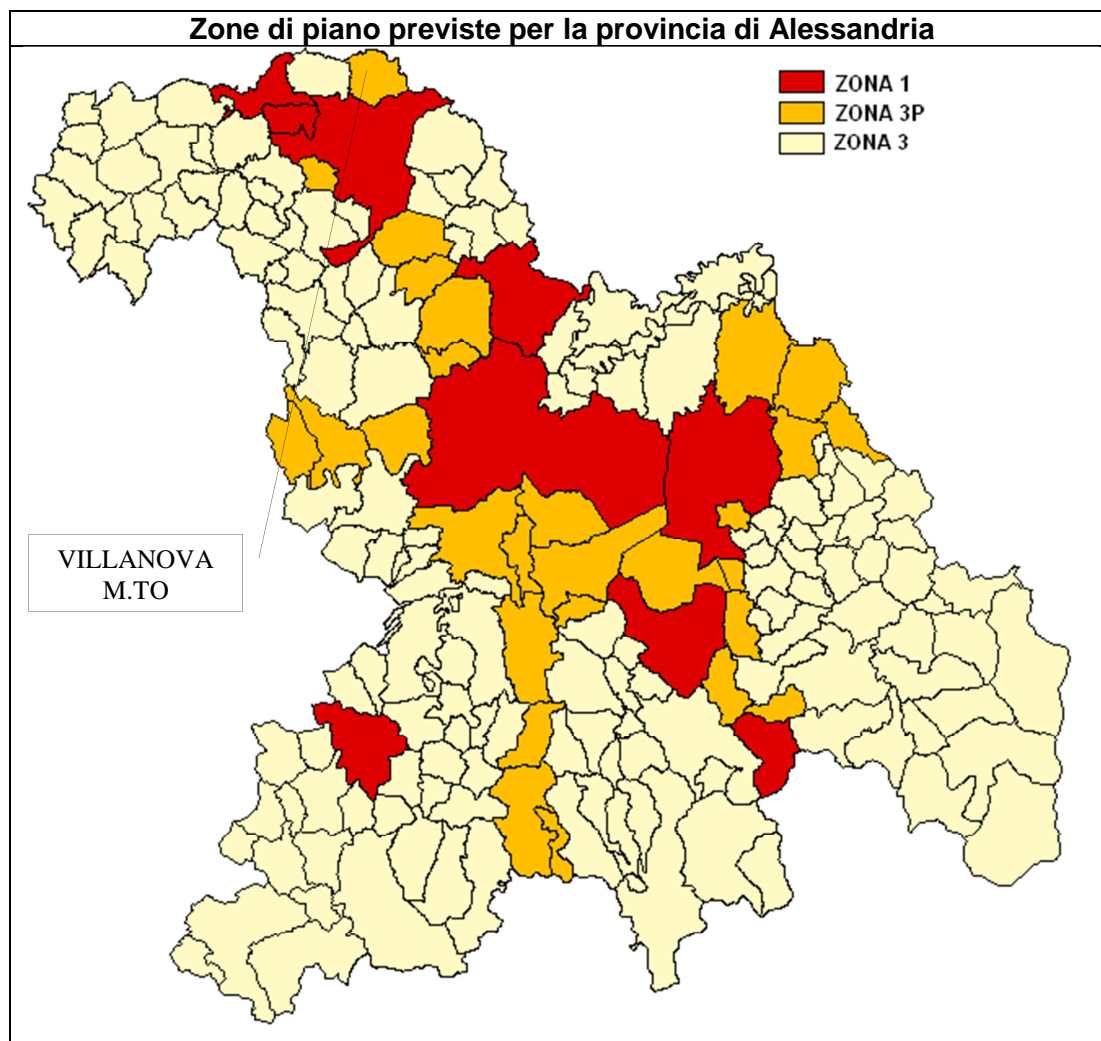 Zone di piano previste per la provincia di Alessandria
ZONA 1
ZONA 3P
ZONA 3
VILLANOVA
M.TO